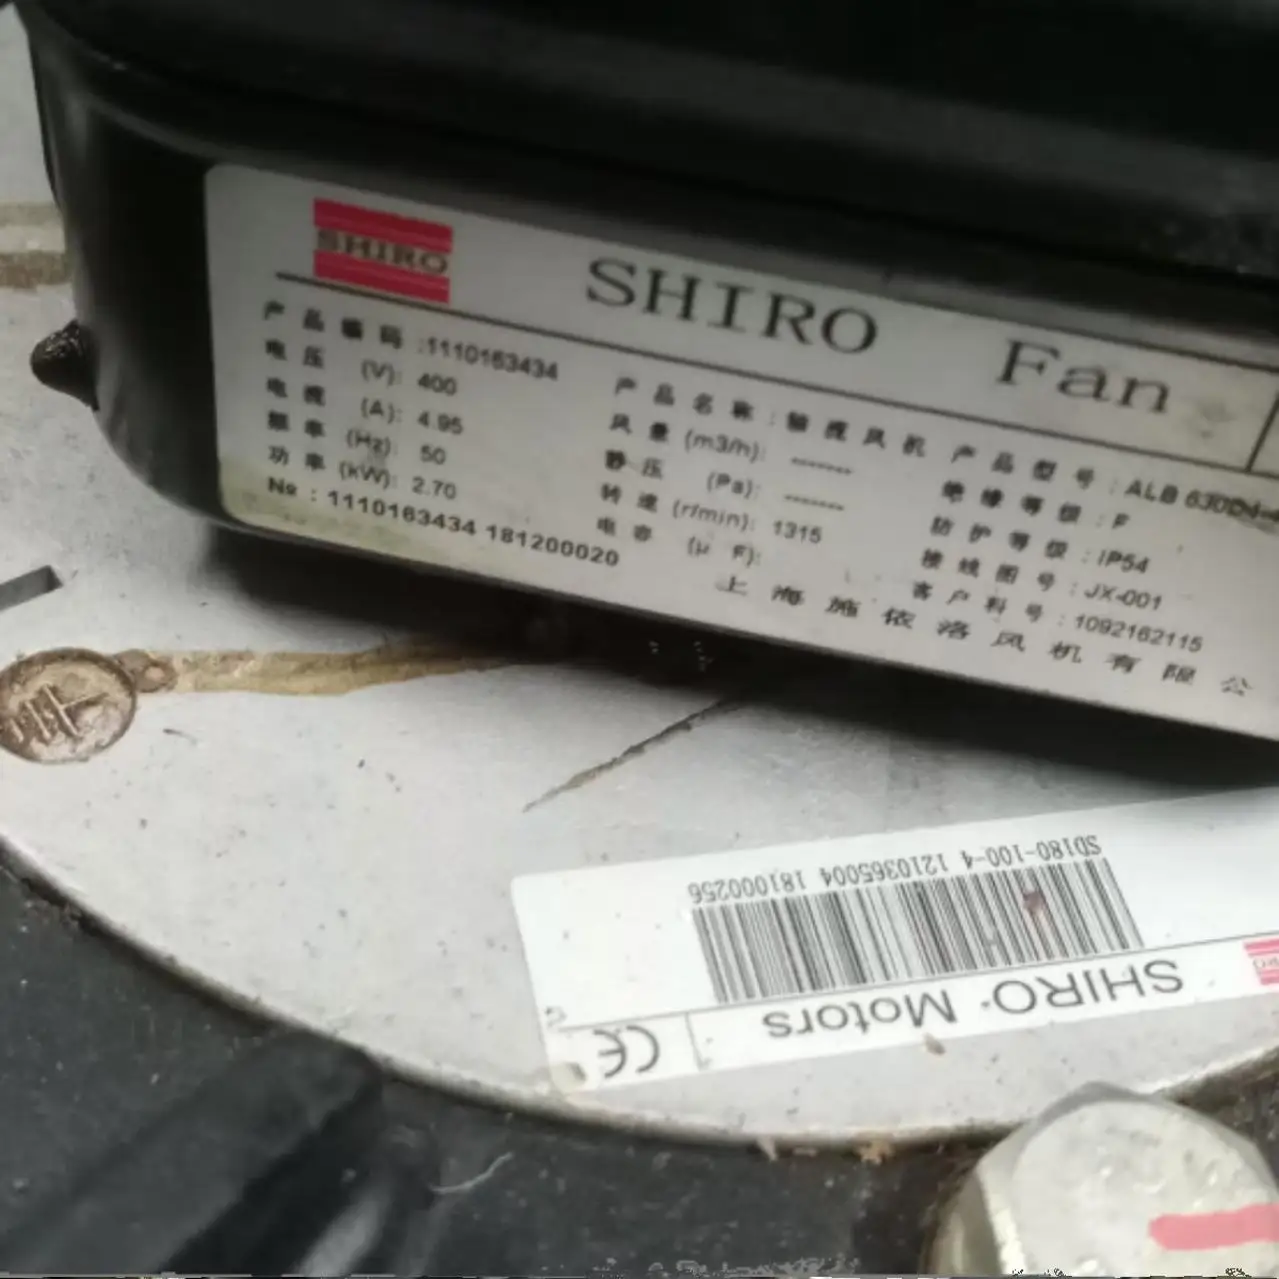 SHIRO
SHIRO Fan
产品编码:1110163434
电压 (V): 400
电流 (A): 4.95
频率 (Hz): 50
功率 (kW): 2.70
№ : 1110163434 181200020
产品名称:轴流风机
风量 (m3/h): -------
静压 (Pa): -------
转速 (r/min): 1315
电容 (μ F):
产品型号:ALB 630D4-
绝缘等级:F
防护等级:IP54
接线图号:JX-001
客户料号:1092162115
上海施依洛风机有限公
SHIRO
SHIRO Motors
CE
SD180-100-4 1210365004 181000256